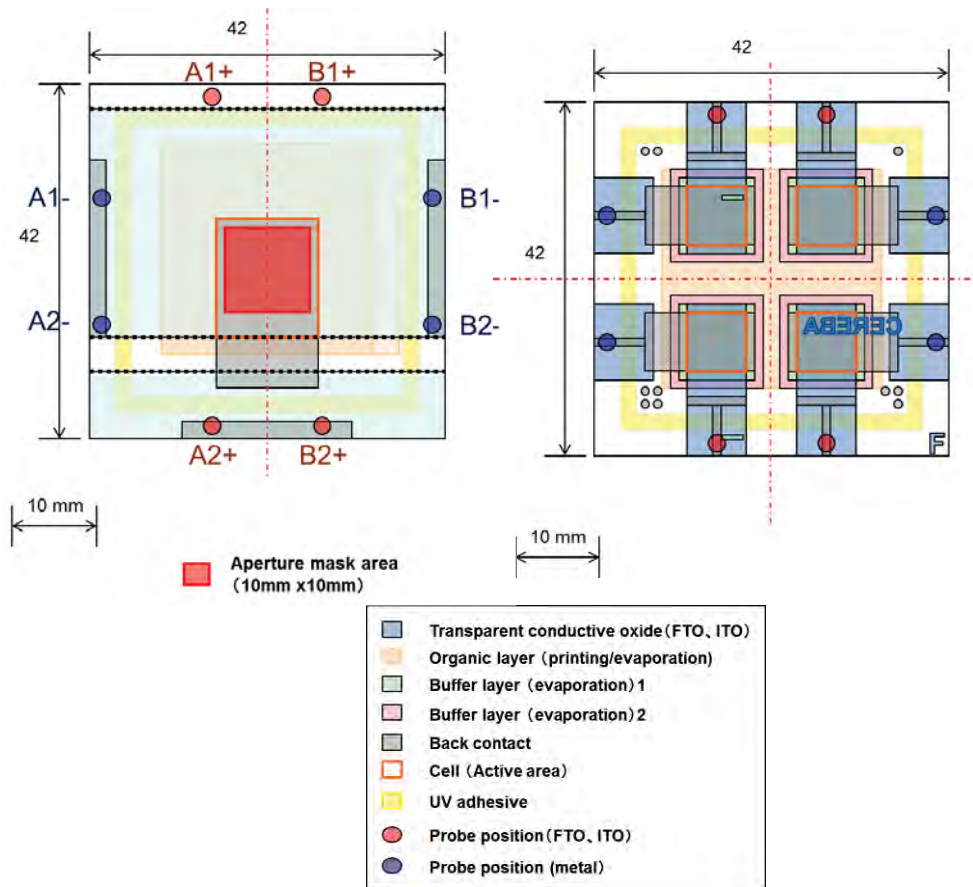 42
A1+ B1+
A1-
B1-
42
A2-
B2-
A2+ B2+
10 mm
Aperture mask area
(10mm x10mm)
42
42
CEREBA
F
10 mm
Transparent conductive oxide(FTO、ITO)
Organic layer (printing/evaporation)
Buffer layer (evaporation)1
Buffer layer (evaporation)2
Back contact
Cell (Active area)
UV adhesive
Probe position(FTO、ITO)
Probe position (metal)